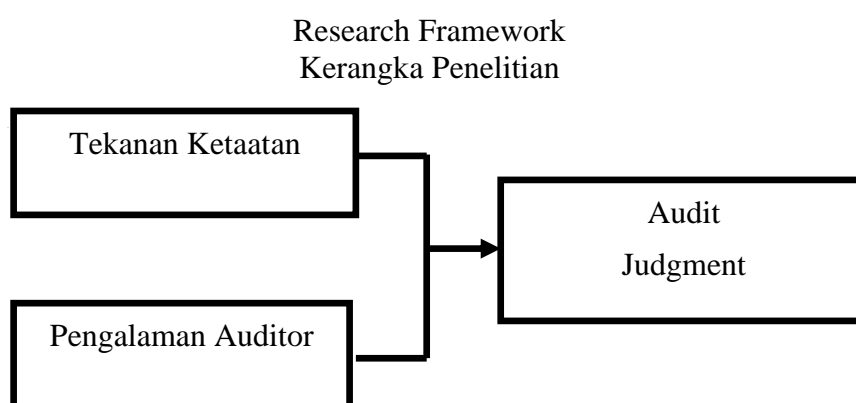 Research Framework
Kerangka Penelitian
Tekanan Ketaatan
Audit
Judgment
Pengalaman Auditor